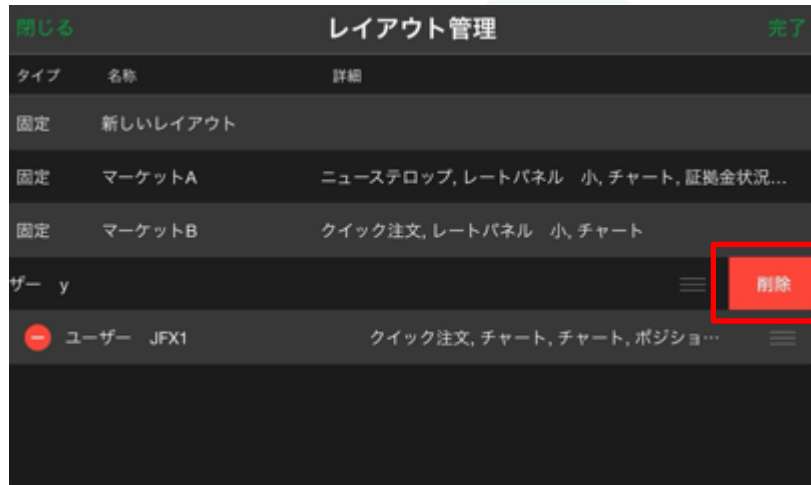 閉じる レイアウト管理 完了
タイプ 名称 詳細
固定 新しいレイアウト
固定 マーケットA ニューステロップ, レートパネル 小, チャート, 証拠金状況...
固定 マーケットB クイック注文, レートパネル 小, チャート
ザー y 削除
ユーザー JFX1 クイック注文, チャート, チャート, ポジショ…